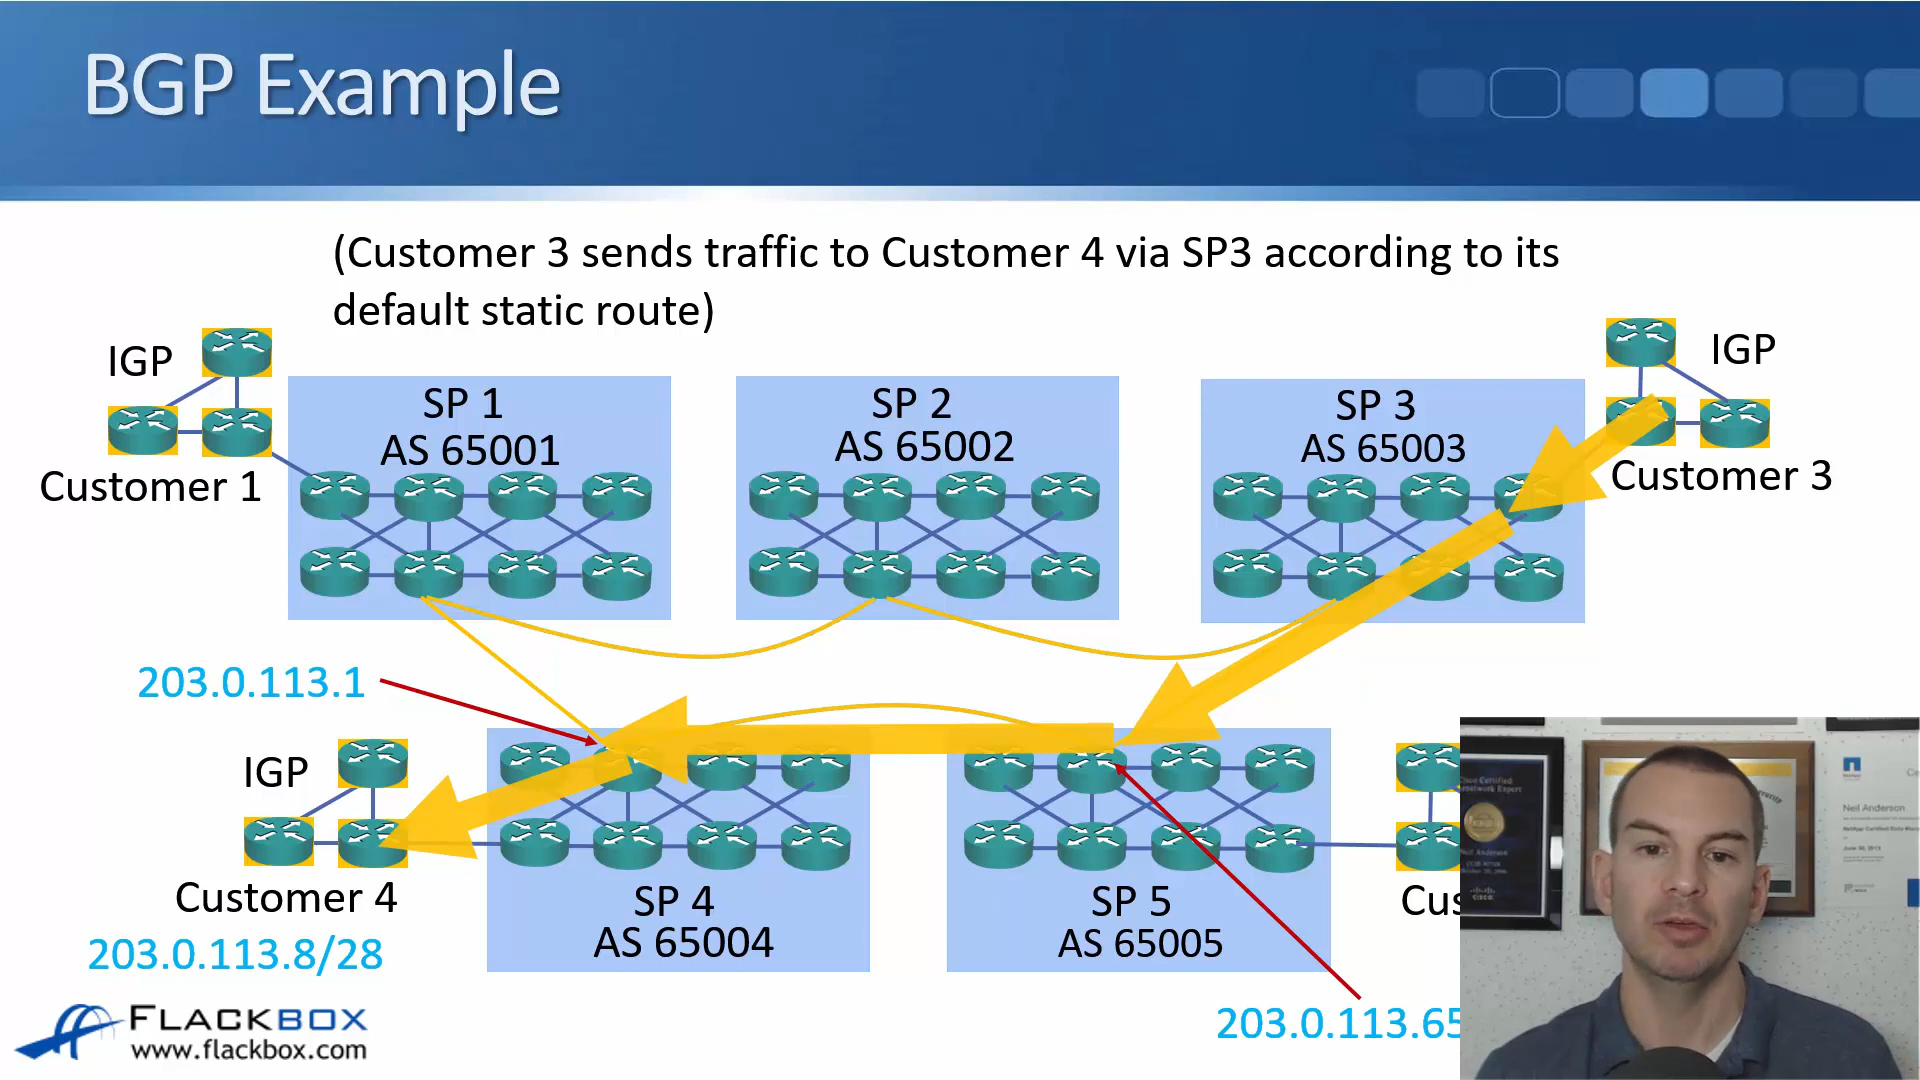 BGP Example
(Customer 3 sends traffic to Customer 4 via SP3 according to its
default static route)
IGP
IGP
SP 1
AS 65001
SP 2
AS 65002
SP 3
AS 65003
Customer 1
Customer 3
203.0.113.1
IGP
Customer 4
203.0.113.8/28
SP 4
AS 65004
SP 5
AS 65005
Cus
203.0.113.65
FLACKBOX
www.flackbox.com
Neil Anderson